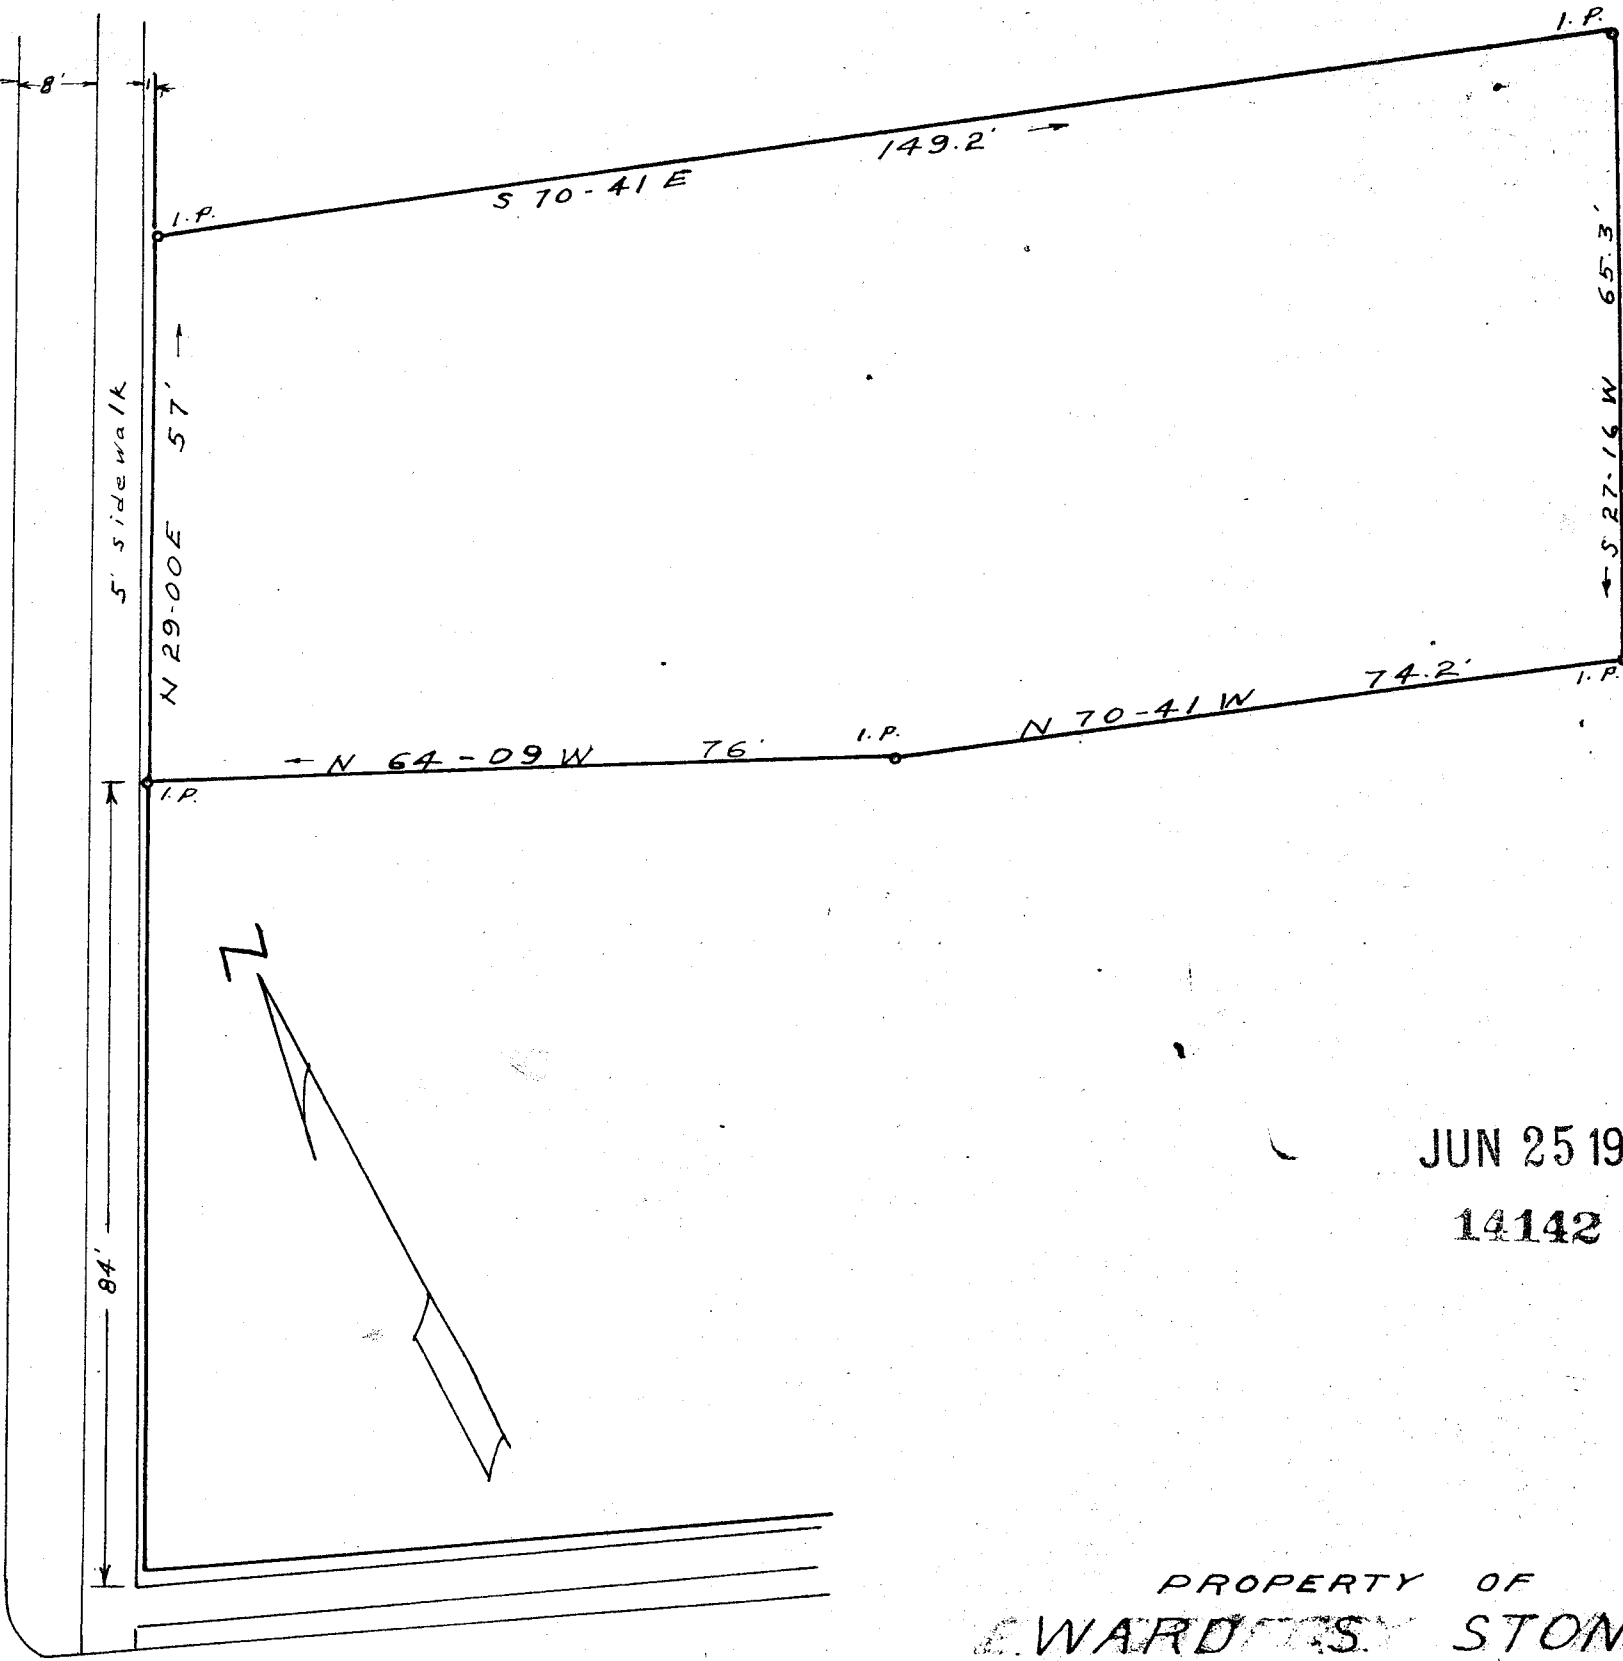 8'
1
I. P.
149.2'
S 70-41 E
I. P.
65.3'
S 27-16 W
5' sidewalk
N 29-00 E 57'
74.2'
I. P.
N 70-41 W
I. P.
N 64-09 W 76'
I. P.
N
JUN 25 19
14142
84'
PROPERTY OF
WARD S. STON